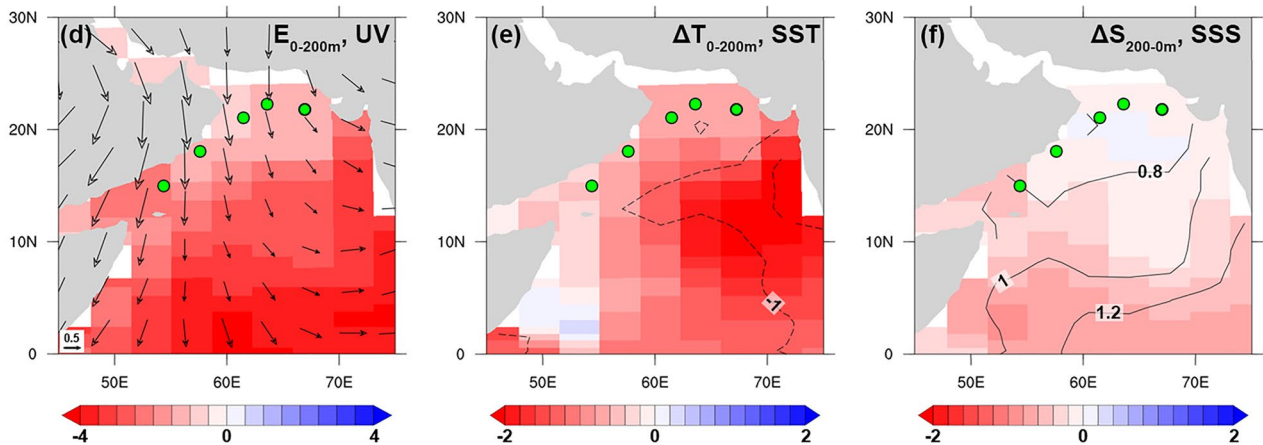 (d) E0-200m, UV
30N
20N
10N
0
0.5
50E 60E 70E
-4 0 4
(e) ΔT0-200m, SST
30N
20N
10N
0
-1
50E 60E 70E
-2 0 2
(f) ΔS200-0m, SSS
30N
20N
10N
0
0.8
1
1.2
50E 60E 70E
-2 0 2